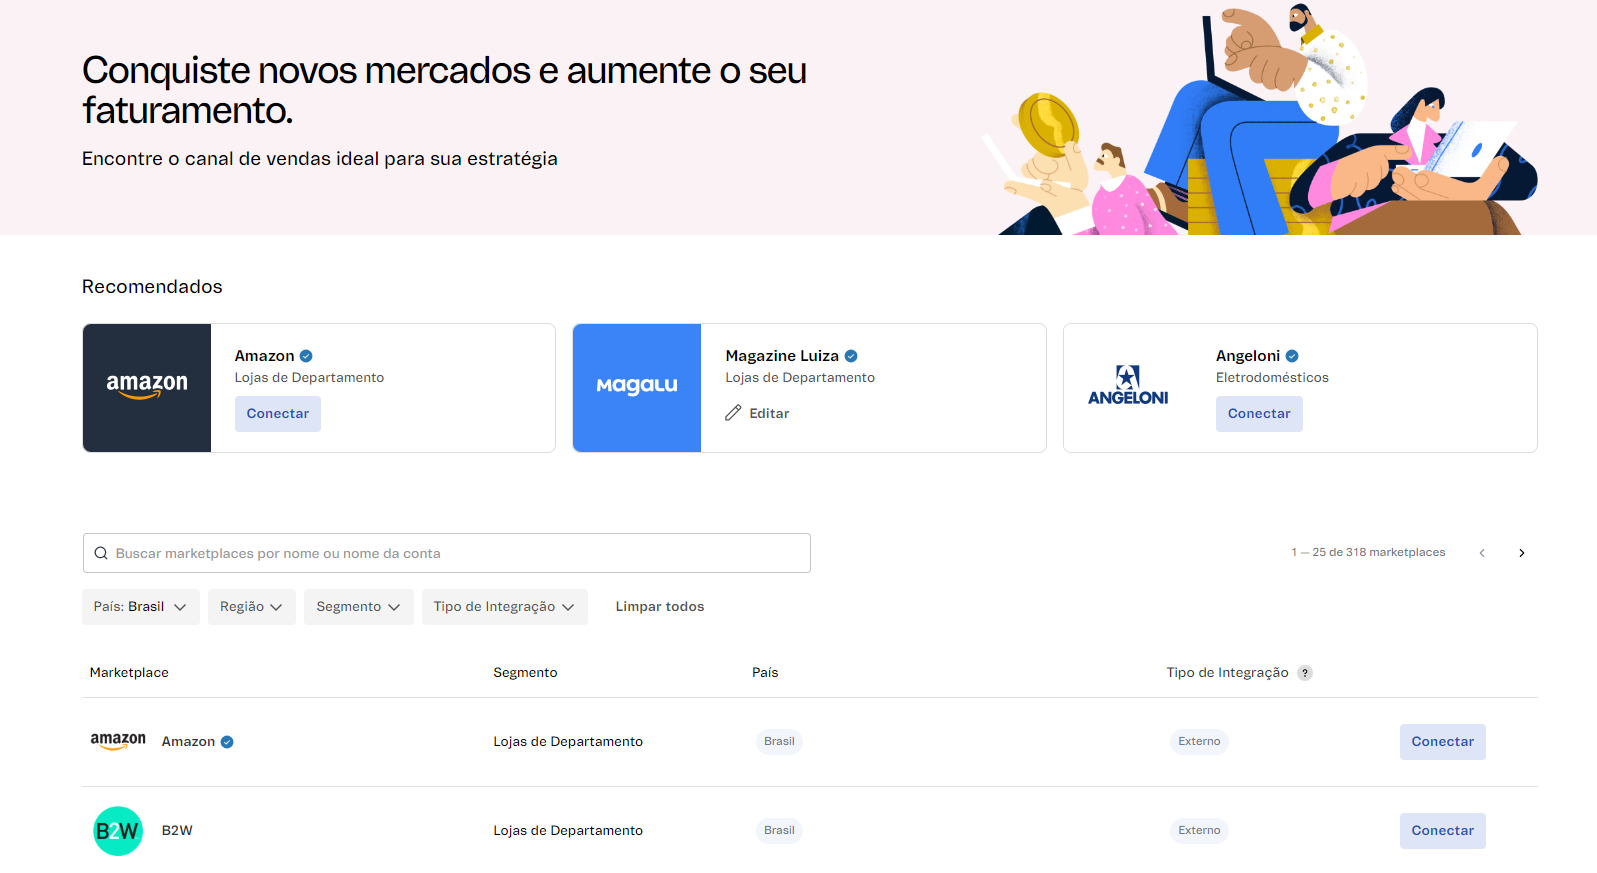 Conquiste novos mercados e aumente o seu
faturamento.
Encontre o canal de vendas ideal para sua estratégia
Recomendados
amazon
Amazon
Lojas de Departamento
Conectar
Magalu
Magazine Luiza
Lojas de Departamento
Editar
ANGELONI
Angeloni
Eletrodomésticos
Conectar
Buscar marketplaces por nome ou nome da conta
1 — 25 de 318 marketplaces
País: Brasil
Região
Segmento
Tipo de Integração
Limpar todos
Marketplace Segmento País Tipo de Integração ?
amazon Amazon Lojas de Departamento Brasil Externo Conectar
B2W B2W Lojas de Departamento Brasil Externo Conectar